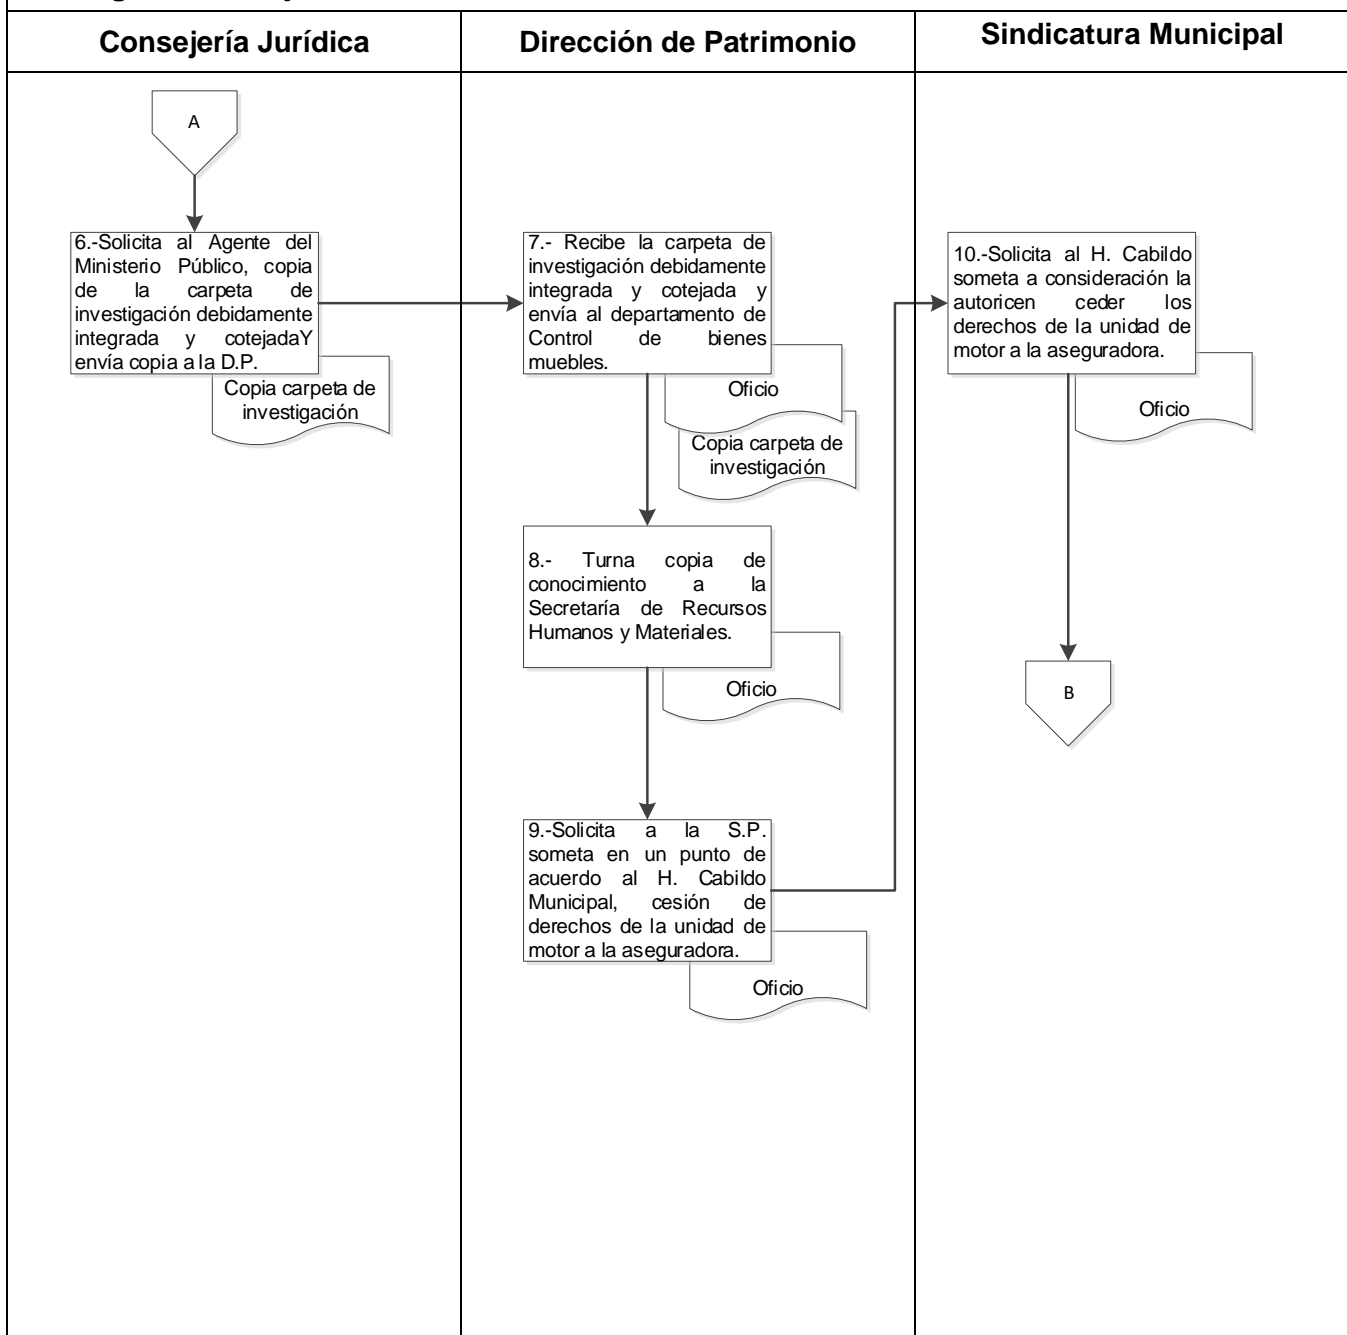 Consejería Jurídica
Dirección de Patrimonio
Sindicatura Municipal
A
6.-Solicita al Agente del
Ministerio Público, copia
de la carpeta de
investigación debidamente
integrada y cotejadaY
envía copia a la D.P.
Copia carpeta de
investigación
7.- Recibe la carpeta de
investigación debidamente
integrada y cotejada y
envía al departamento de
Control de bienes
muebles.
Oficio
Copia carpeta de
investigación
8.- Turna copia de
conocimiento a la
Secretaría de Recursos
Humanos y Materiales.
Oficio
9.-Solicita a la S.P.
someta en un punto de
acuerdo al H. Cabildo
Municipal, cesión de
derechos de la unidad de
motor a la aseguradora.
Oficio
10.-Solicita al H. Cabildo
someta a consideración la
autoricen ceder los
derechos de la unidad de
motor a la aseguradora.
Oficio
B